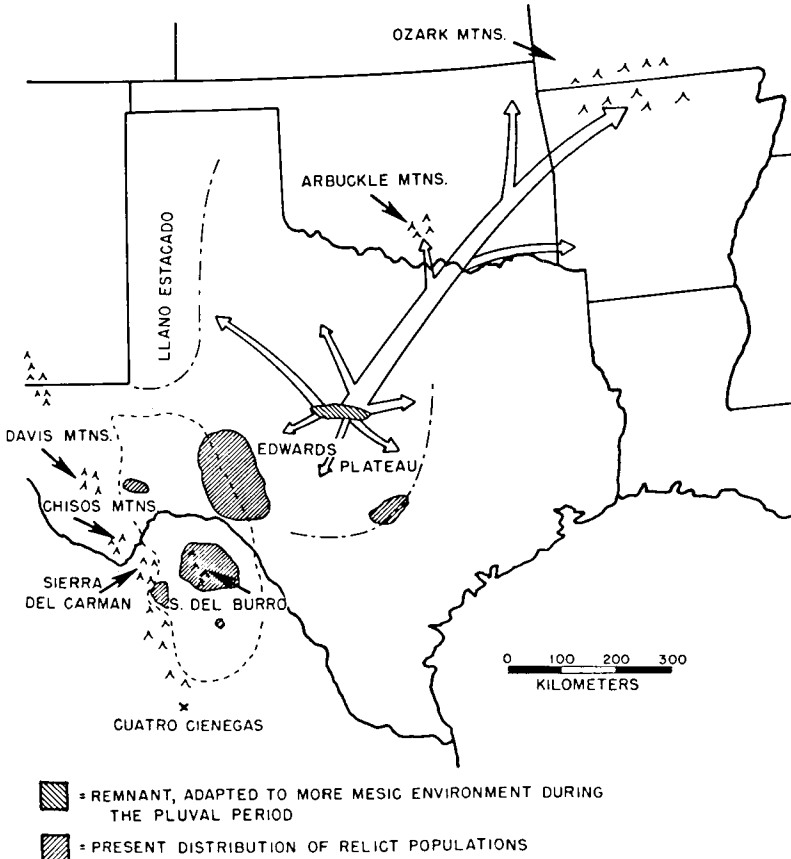 OZARK MTNS.
ARBUCKLE MTNS.
LLANO ESTACADO
EDWARDS
PLATEAU
DAVIS MTNS.
CHISOS MTNS
SIERRA
DEL CARMAN
S. DEL BURRO
CUATRO CIENEGAS
0 100 200 300
KILOMETERS
= REMNANT, ADAPTED TO MORE MESIC ENVIRONMENT DURING
THE PLUVAL PERIOD
= PRESENT DISTRIBUTION OF RELICT POPULATIONS